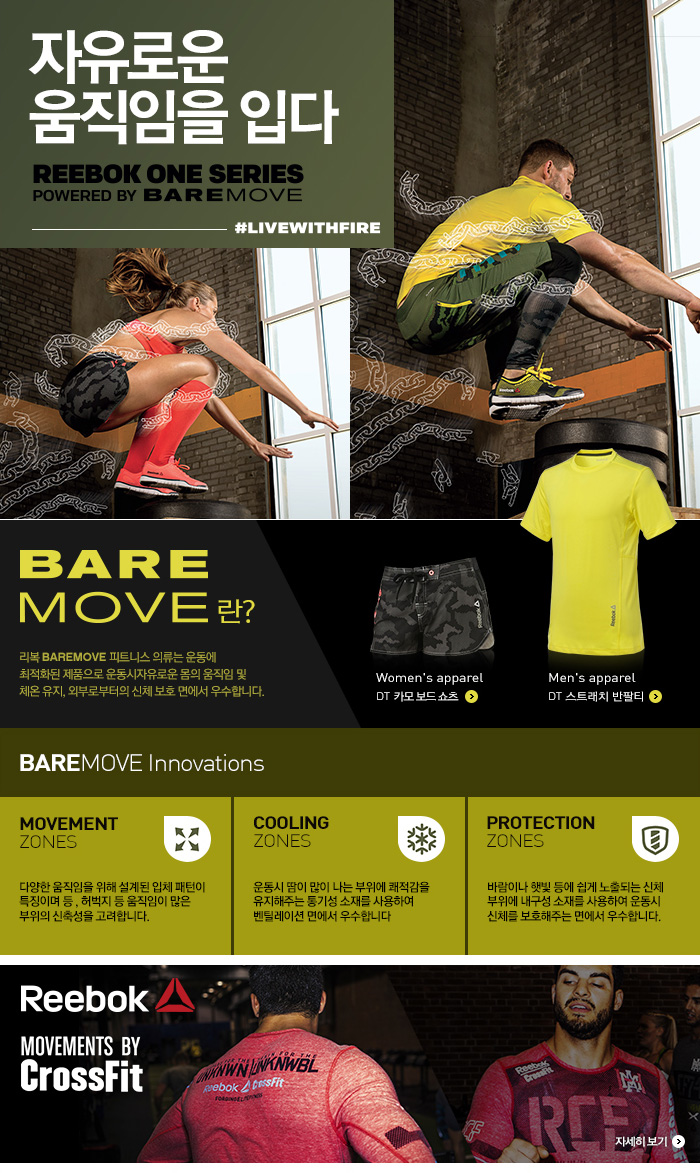 자유로운
움직임을 입다
REEBOK ONE SERIES
POWERED BY BAREMOVE
#LIVEWITHFIRE
BARE
MOVE란?
리복 BAREMOVE 피트니스 의류는 운동에
최적화된 제품으로 운동시자유로운 몸의 움직임 및
체온 유지, 외부로부터의 신체 보호 면에서 우수합니다.
Reebok
Reebok
Women's apparel
DT 카모 보드 쇼츠
Men's apparel
DT 스트래치 반팔티
BAREMOVE Innovations
MOVEMENT
ZONES
다양한 움직임을 위해 설계된 입체 패턴이
특징이며 등 , 허벅지 등 움직임이 많은
부위의 신축성을 고려합니다.
COOLING
ZONES
운동시 땀이 많이 나는 부위에 쾌적감을
유지해주는 통기성 소재를 사용하여
벤틸레이션 면에서 우수합니다
PROTECTION
ZONES
바람이나 햇빛 등에 쉽게 노출되는 신체
부위에 내구성 소재를 사용하여 운동시
신체를 보호해주는 면에서 우수합니다.
Reebok
MOVEMENTS BY
CrossFit
UNKNWN UNKNWBL
Reebok CrossFit
Reebok
CrossFit
RCF
RCF
자세히 보기